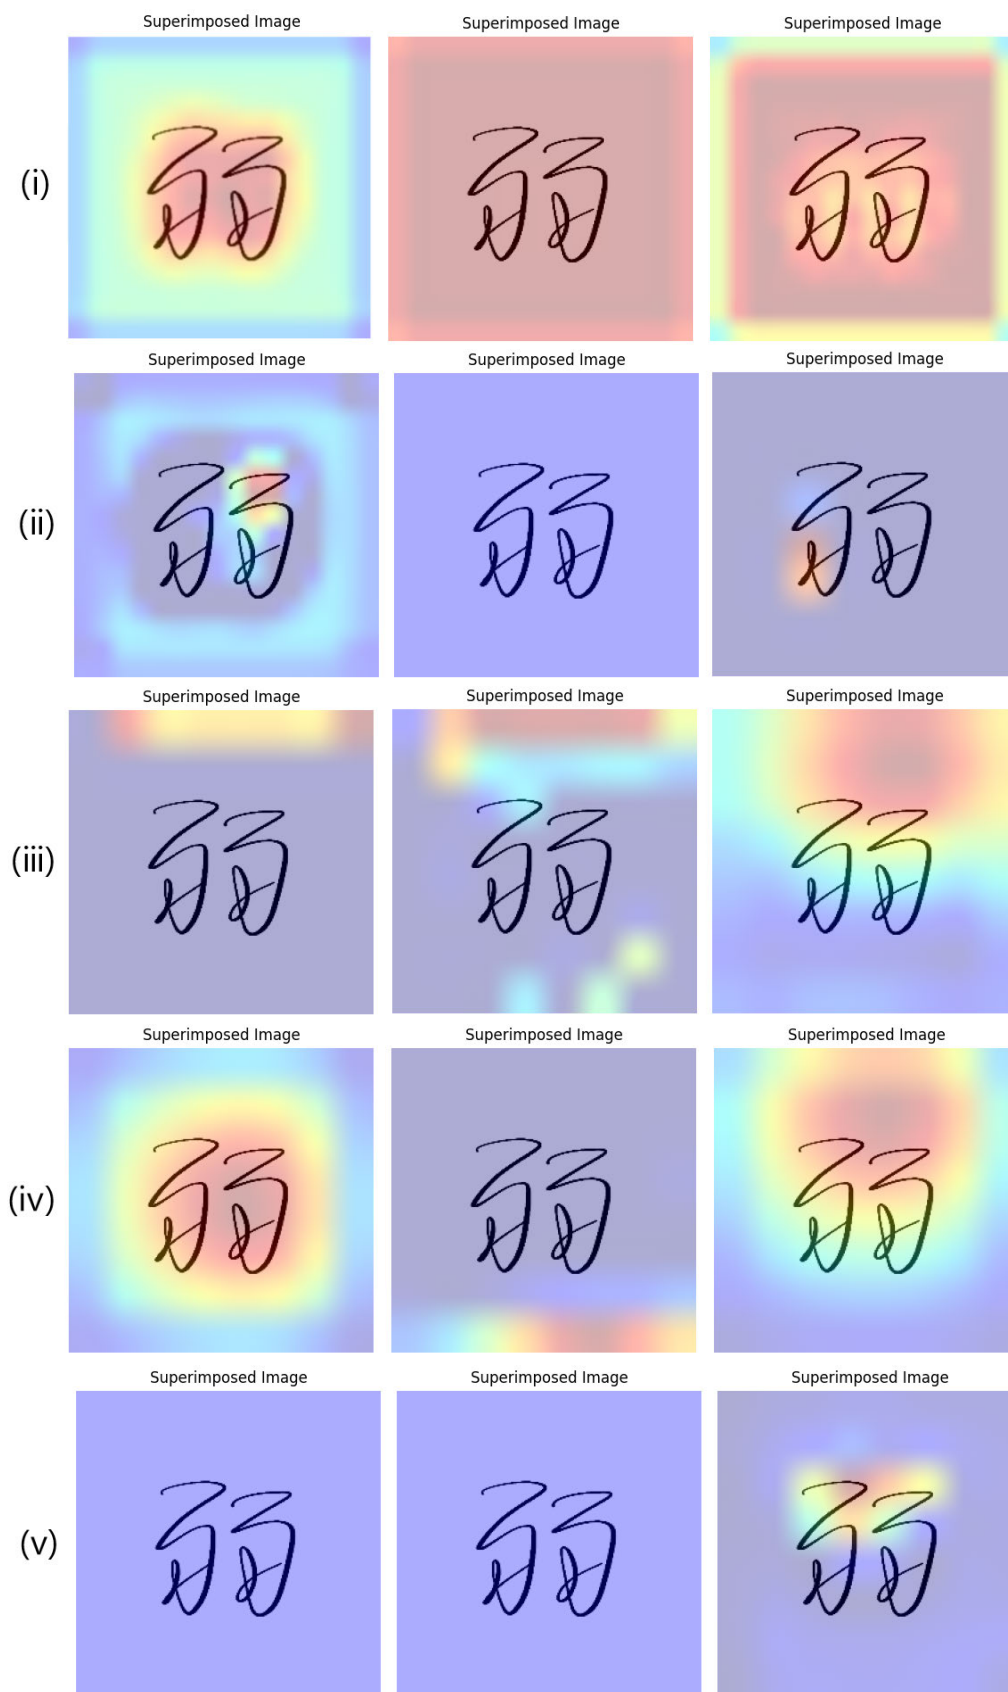 Superimposed Image Superimposed Image Superimposed Image
(i) 弱 弱 弱
Superimposed Image Superimposed Image Superimposed Image
(ii) 弱 弱 弱
Superimposed Image Superimposed Image Superimposed Image
(iii) 弱 弱 弱
Superimposed Image Superimposed Image Superimposed Image
(iv) 弱 弱 弱
Superimposed Image Superimposed Image Superimposed Image
(v) 弱 弱 弱